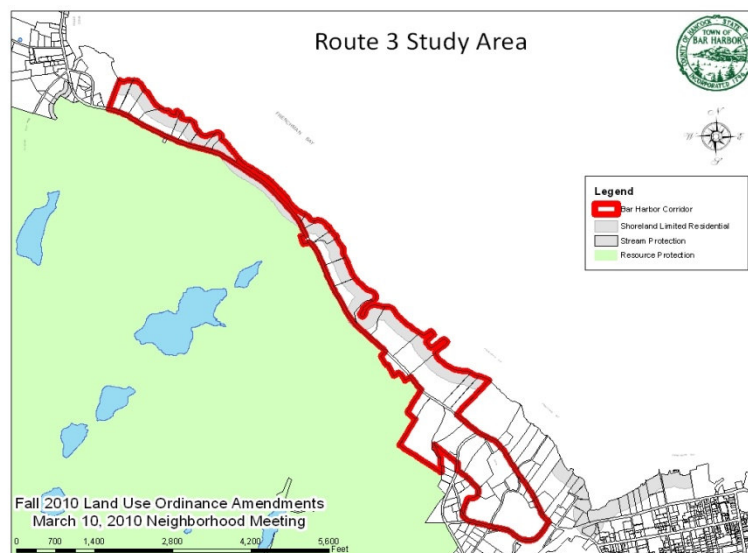 Route 3 Study Area
TOWN OF
BAR HARBOR
FRENCHMAN BAY
N
W
E
S
Legend
Bar Harbor Corridor
Shoreland Limited Residential
Stream Protection
Resource Protection
Fall 2010 Land Use Ordinance Amendments
March 10, 2010 Neighborhood Meeting
0 700 1,400 2,800 4,200 5,600
Feet